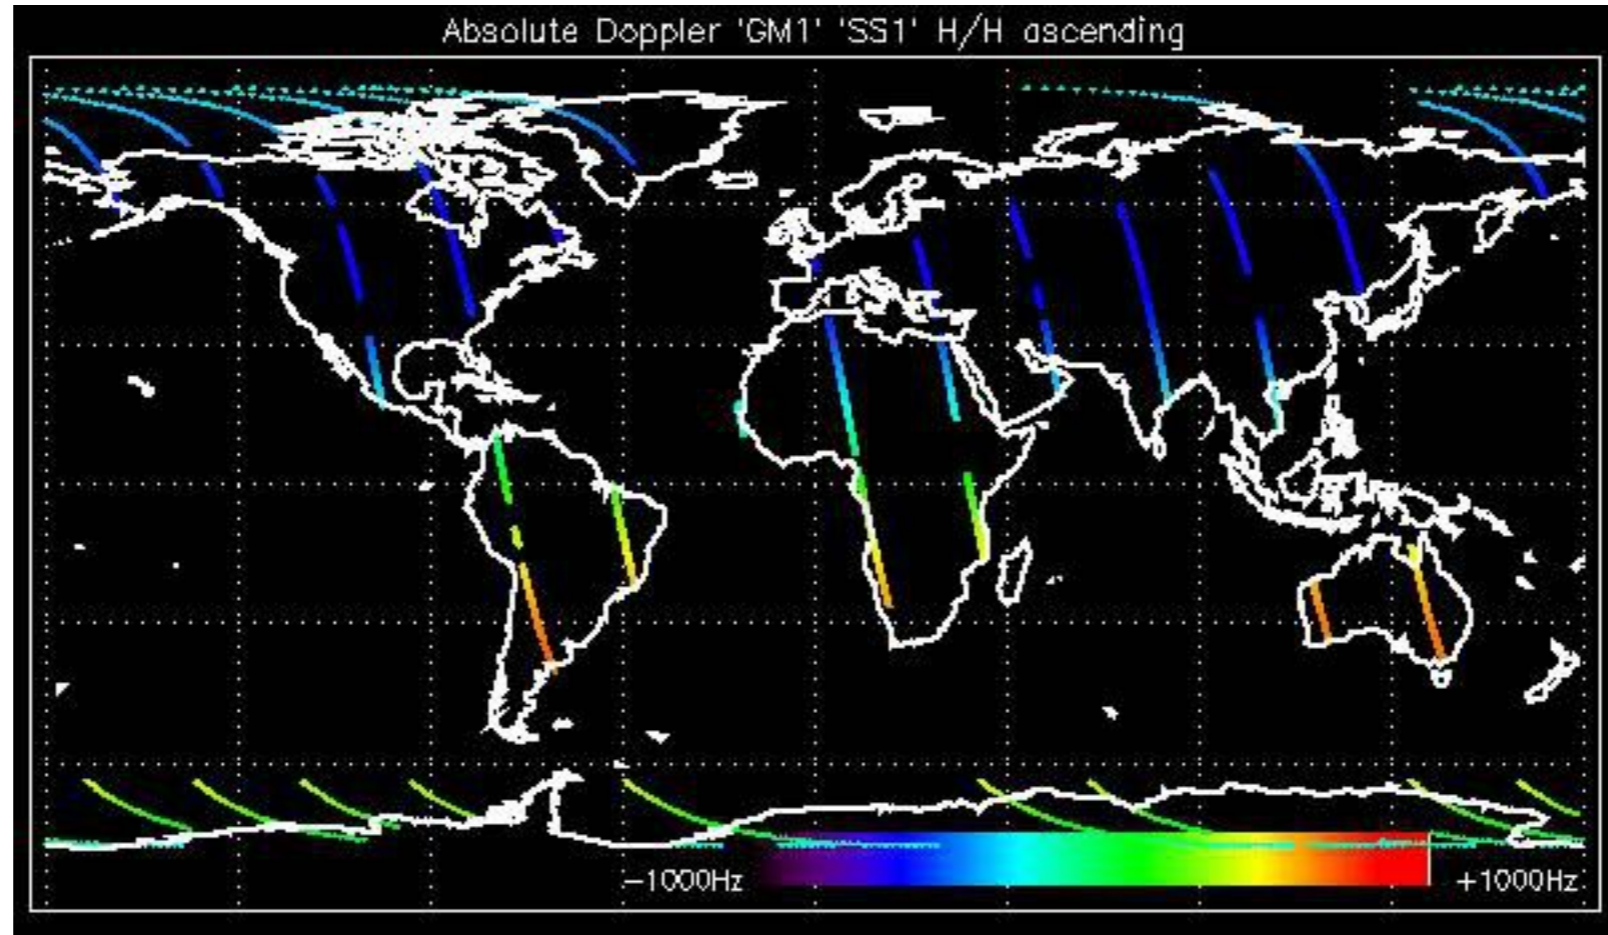 Absolute Doppler 'GM1' 'SS1' H/H ascending
−1000Hz +1000Hz